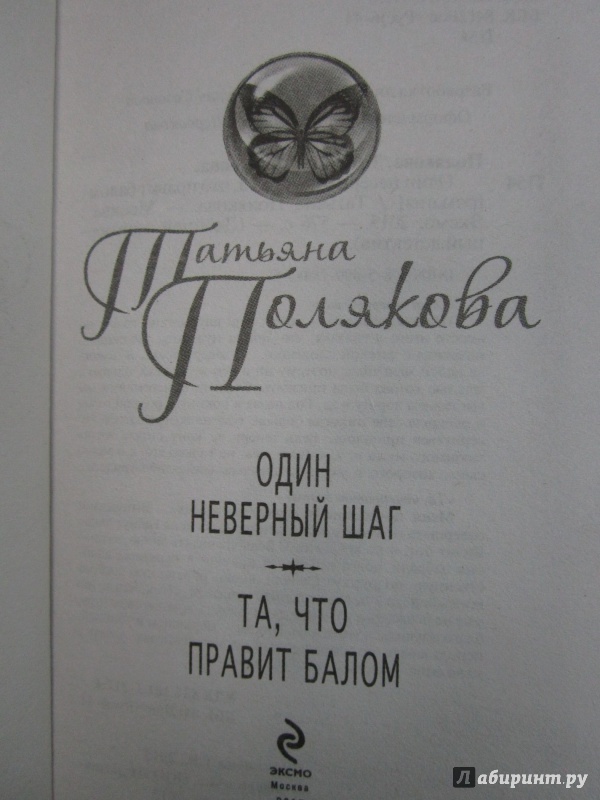 Татьяна
Полякова
ОДИН
НЕВЕРНЫЙ ШАГ
ТА, ЧТО
ПРАВИТ БАЛОМ
ЭКСМО
Москва
Лабиринт.ру